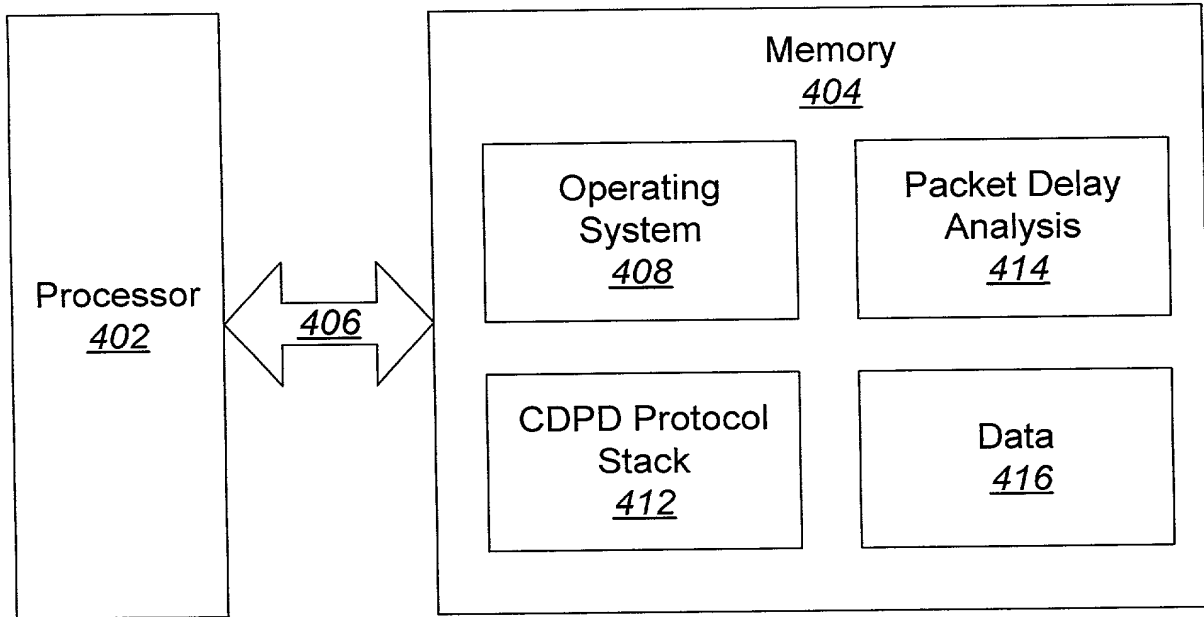 Processor
402
406
Memory
404
Operating
System
408
Packet Delay
Analysis
414
CDPD Protocol
Stack
412
Data
416